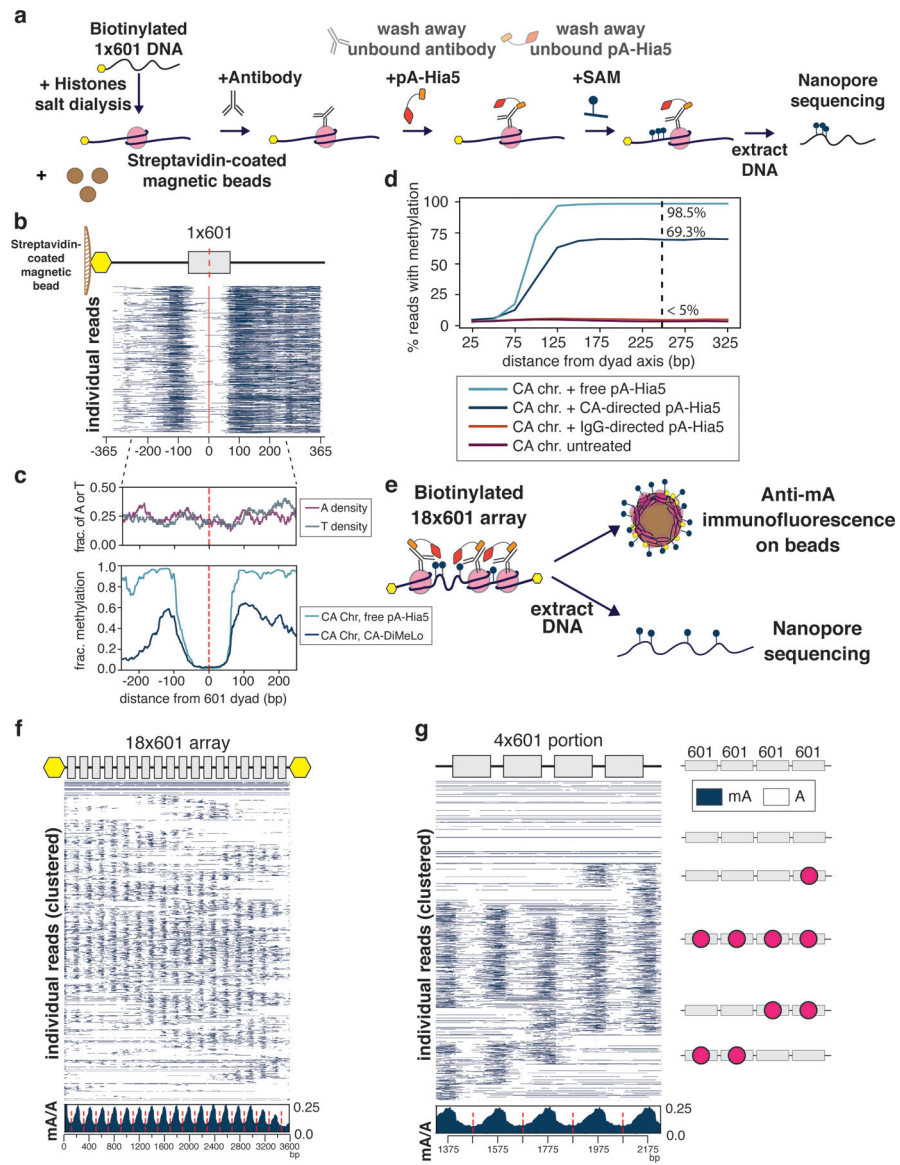 a
Biotinylated
1x601 DNA
+ Histones
salt dialysis
+Antibody
wash away
unbound antibody
wash away
unbound pA-Hia5
+pA-Hia5
+SAM
Nanopore
sequencing
extract
DNA
+
Streptavidin-coated
magnetic beads
b
Streptavidin-
coated
magnetic
bead
1x601
individual reads
-365
-200
-100
0
100
200
365
c
frac. of A or T
0.50
0.25
0.00
A density
T density
frac. methylation
1.0
0.8
0.6
0.4
0.2
0.0
CA Chr, free pA-Hia5
CA Chr, CA-DiMeLo
-200
-100
0
100
200
distance from 601 dyad (bp)
d
% reads with methylation
100
75
50
25
0
98.5%
69.3%
< 5%
25
75
125
175
225
275
325
distance from dyad axis (bp)
CA chr. + free pA-Hia5
CA chr. + CA-directed pA-Hia5
CA chr. + IgG-directed pA-Hia5
CA chr. untreated
e
Biotinylated
18x601 array
Anti-mA
immunofluorescence
on beads
extract
DNA
Nanopore
sequencing
f
18x601 array
individual reads (clustered)
mA/A
0.25
0.0
0
400
800
1200
1600
2000
2400
2800
3200
3600
bp
g
4x601 portion
individual reads (clustered)
601 601 601 601
mA
A
mA/A
0.25
0.0
1375
1575
1775
1975
2175
bp